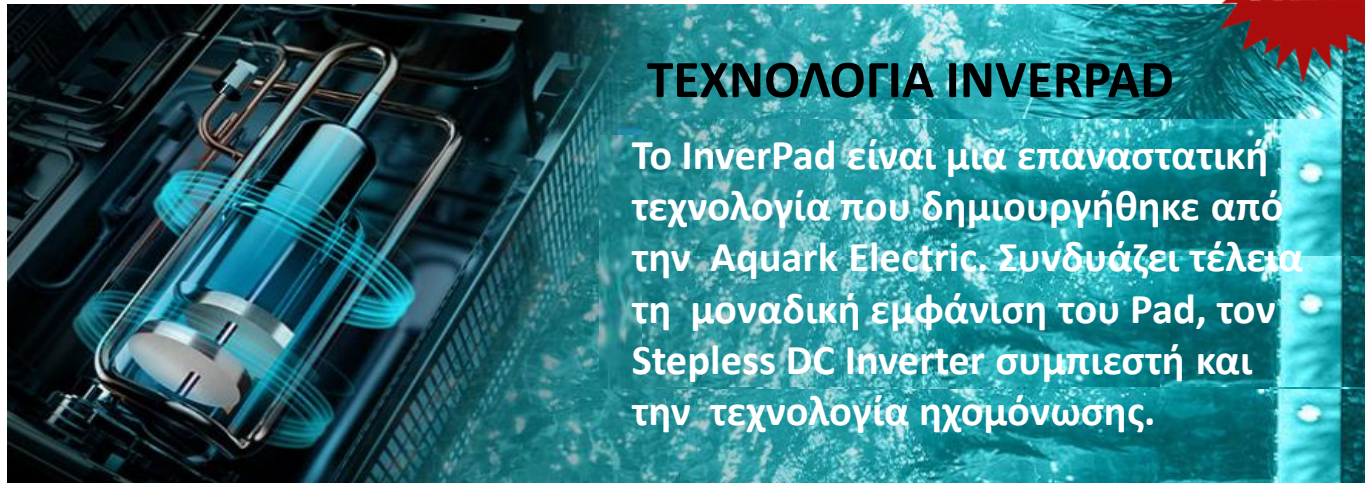 ΤΕΧΝΟΛΟΓΙΑ INVERPAD
Το InverPad είναι μια επαναστατική
τεχνολογία που δημιουργήθηκε από
την Aquark Electric. Συνδυάζει τέλεια
τη μοναδική εμφάνιση του Pad, τον
Stepless DC Inverter συμπιεστή και
την τεχνολογία ηχομόνωσης.